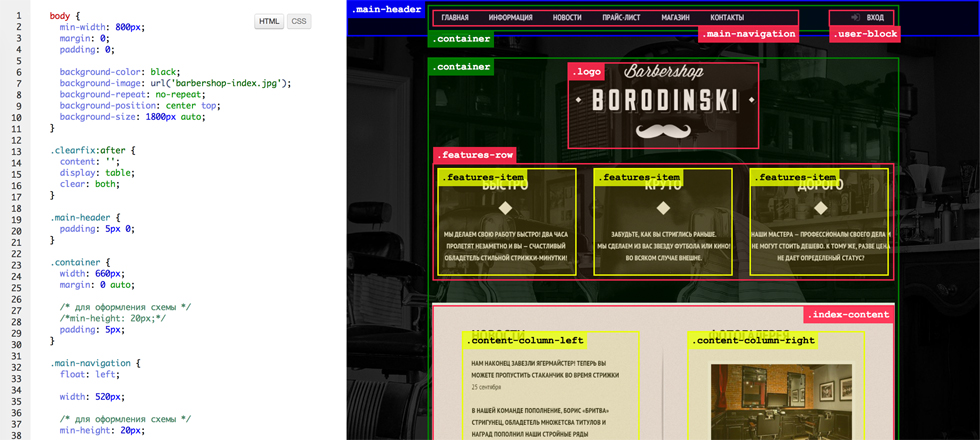 HTML
CSS
1 body {
2 min-width: 800px;
3 margin: 0;
4 padding: 0;
5
6 background-color: black;
7 background-image: url('barbershop-index.jpg');
8 background-repeat: no-repeat;
9 background-position: center top;
10 background-size: 1800px auto;
11 }
12
13 .clearfix:after {
14 content: '';
15 display: table;
16 clear: both;
17 }
18
19 .main-header {
20 padding: 5px 0;
21 }
22
23 .container {
24 width: 660px;
25 margin: 0 auto;
26
27 /* для оформления схемы */
28 /*min-height: 20px;*/
29 padding: 5px;
30 }
31
32 .main-navigation {
33 float: left;
34
35 width: 520px;
36
37 /* для оформления схемы */
38 min-height: 20px;
.main-header
ГЛАВНАЯ ИНФОРМАЦИЯ НОВОСТИ ПРАЙС-ЛИСТ МАГАЗИН КОНТАКТЫ ВХОД
.main-navigation .user-block
.container
.container
.logo
Barbershop
BORODINSKI
.features-row
.features-item .features-item .features-item
БЫСТРО КРУТО ДОРОГО
МЫ ДЕЛАЕМ СВОЮ РАБОТУ БЫСТРО! ДВА ЧАСА
ПРОЛЕТЯТ НЕЗАМЕТНО И ВЫ — СЧАСТЛИВЫЙ
ОБЛАДАТЕЛЬ СТИЛЬНОЙ СТРИЖКИ-МИНУТКИ!
ЗАБУДЬТЕ, КАК ВЫ СТРИГЛИСЬ РАНЬШЕ.
МЫ СДЕЛАЕМ ИЗ ВАС ЗВЕЗДУ ФУТБОЛА ИЛИ КИНО!
ВО ВСЯКОМ СЛУЧАЕ ВНЕШНЕ.
НАШИ МАСТЕРА — ПРОФЕССИОНАЛЫ СВОЕГО ДЕЛА И
НЕ МОГУТ СТОИТЬ ДЕШЕВО. К ТОМУ ЖЕ, РАЗВЕ ЦЕНА
НЕ ДАЕТ ОПРЕДЕЛЕННЫЙ СТАТУС?
.index-content
НОВОСТИ
.content-column-left
НАМ НАКОНЕЦ ЗАВЕЗЛИ ЯГЕРМАЙСТЕР! ТЕПЕРЬ ВЫ
МОЖЕТЕ ПРОПУСТИТЬ СТАКАНЧИК ВО ВРЕМЯ СТРИЖКИ
25 сентября
В НАШЕЙ КОМАНДЕ ПОПОЛНЕНИЕ, БОРИС «БРИТВА»
СТРИГУНЕЦ, ОБЛАДАТЕЛЬ МНОЖЕСТВА ТИТУЛОВ И
НАГРАД ПОПОЛНИЛ НАШИ СТРОЙНЫЕ РЯДЫ
ФОТОГАЛЕРЕЯ
.content-column-right